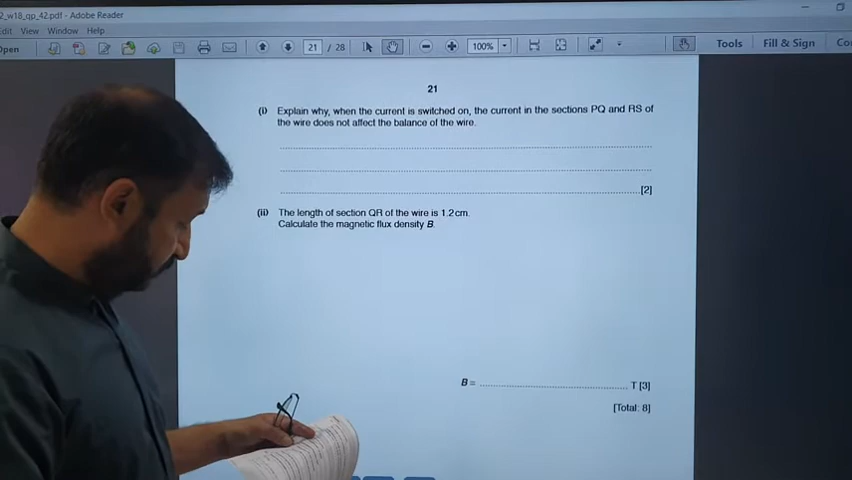 2_w18_qp_42.pdf - Adobe Reader
Edit View Window Help
Open 21 / 28 100% Tools Fill & Sign
21
(i) Explain why, when the current is switched on, the current in the sections PQ and RS of
the wire does not affect the balance of the wire.
[2]
(ii) The length of section QR of the wire is 1.2 cm.
Calculate the magnetic flux density B.
B = T [3]
[Total: 8]